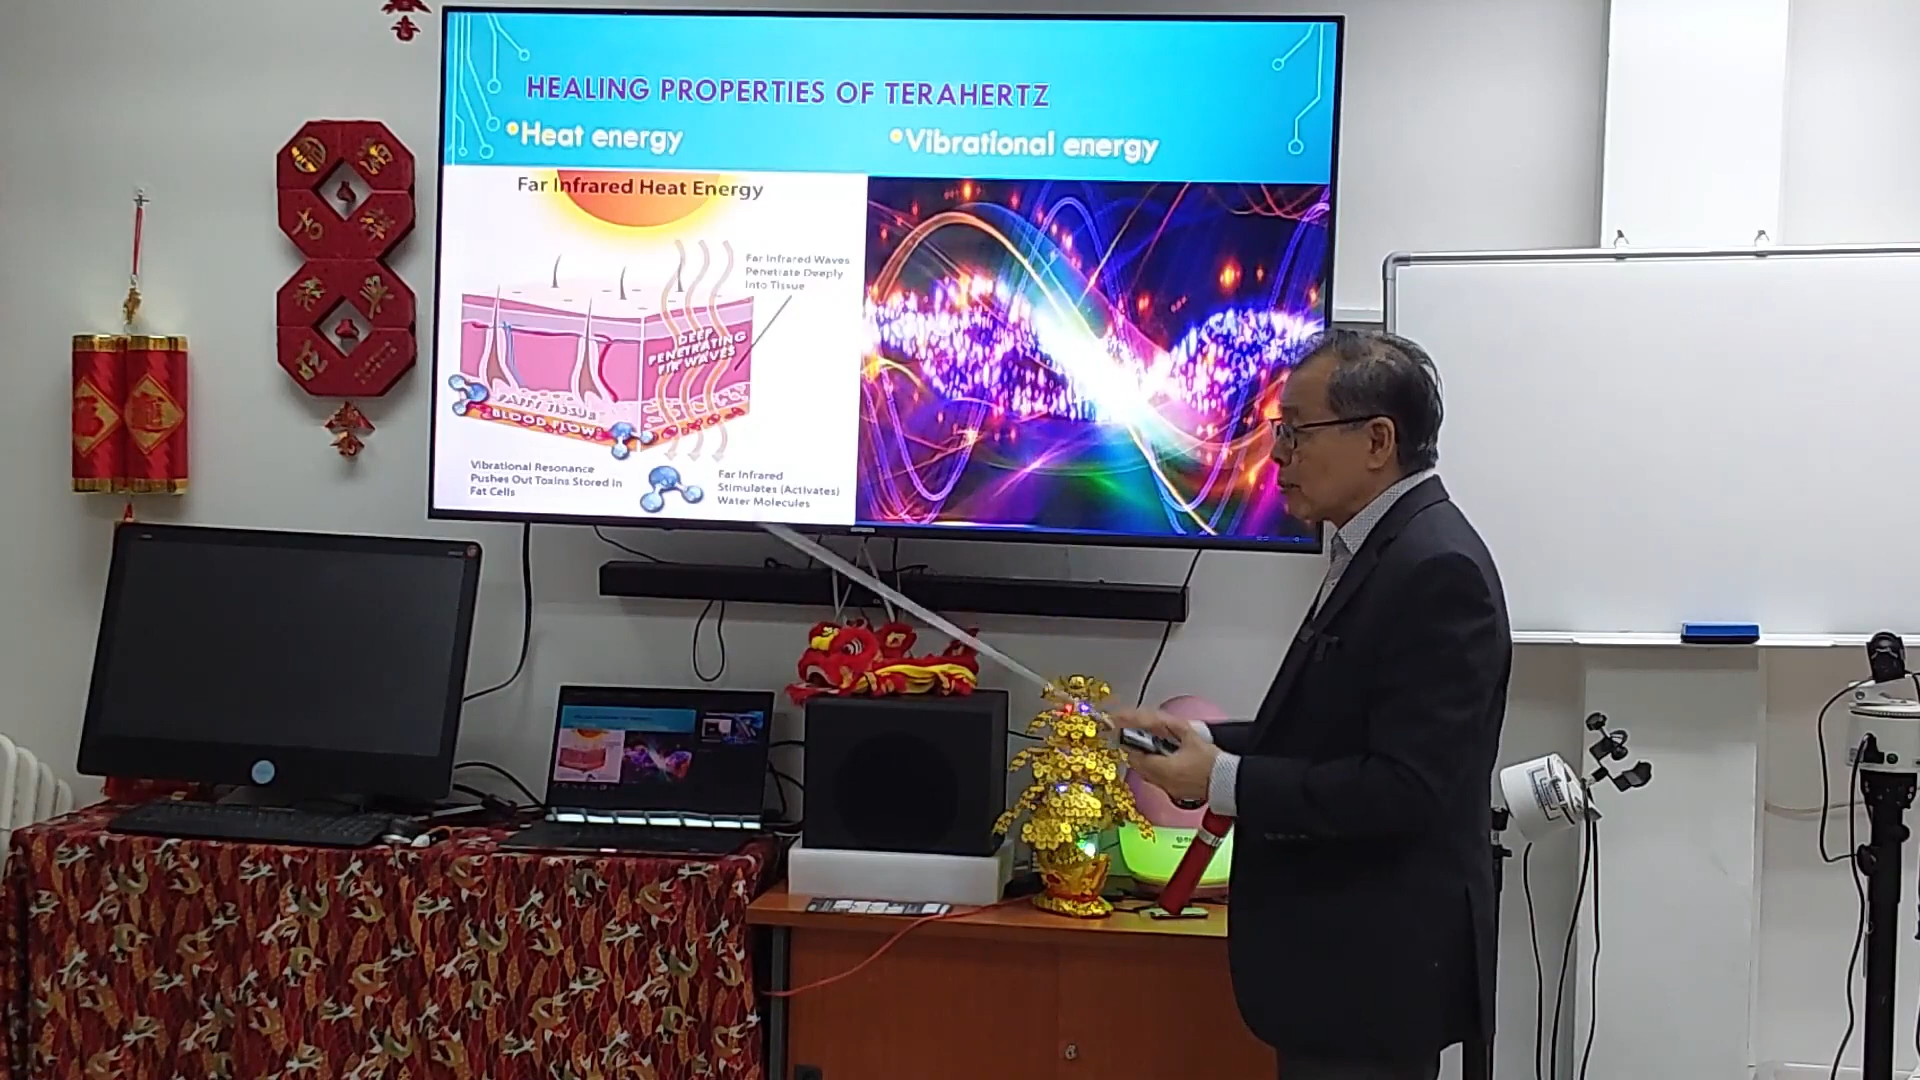 HEALING PROPERTIES OF TERAHERTZ
Heat energy
Vibrational energy
Far Infrared Heat Energy
Far Infrared Waves
Penetrate Deeply
Into Tissue
DEEP
PENETRATING
FIR WAVES
FATTY TISSUE
BLOOD FLOW
Vibrational Resonance
Pushes Out Toxins Stored in
Fat Cells
Far Infrared
Stimulates (Activates)
Water Molecules